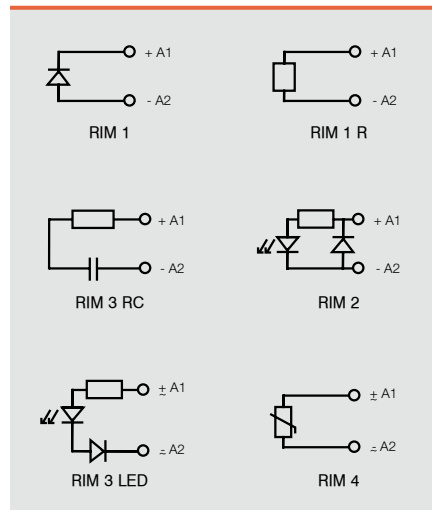 + A1
+ A1
- A2
- A2
RIM 1
RIM 1 R
+ A1
+ A1
- A2
- A2
RIM 3 RC
RIM 2
± A1
± A1
~ A2
~ A2
RIM 3 LED
RIM 4